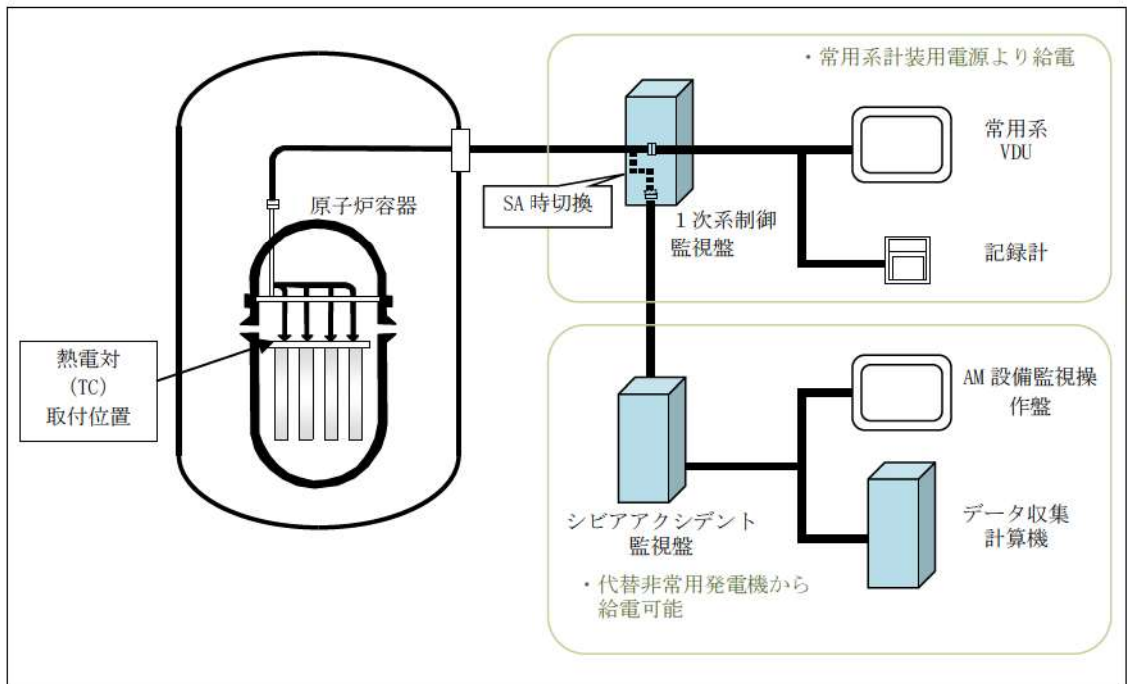 ・常用系計装用電源より給電
常用系
VDU
SA 時切換
原子炉容器
１次系制御
監視盤
記録計
熱電対
(TC)
取付位置
AM 設備監視操
作盤
シビアアクシデント
監視盤
データ収集
計算機
・代替非常用発電機から
給電可能